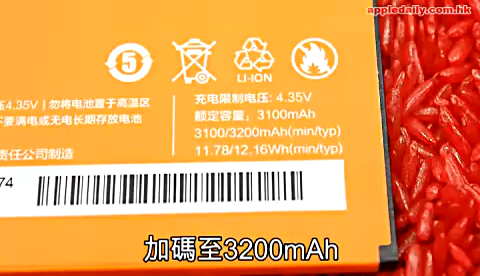 appledaily.com.hk
5
LI-ION
4.35V|勿将电池置于高温区
不要满电或无电长期存放电池
责任公司制造
充电限制电压: 4.35V
额定容量: 3100mAh
3100/3200mAh(min/typ)
11.78/12.16Wh(min/typ)
74
加碼至3200mAh